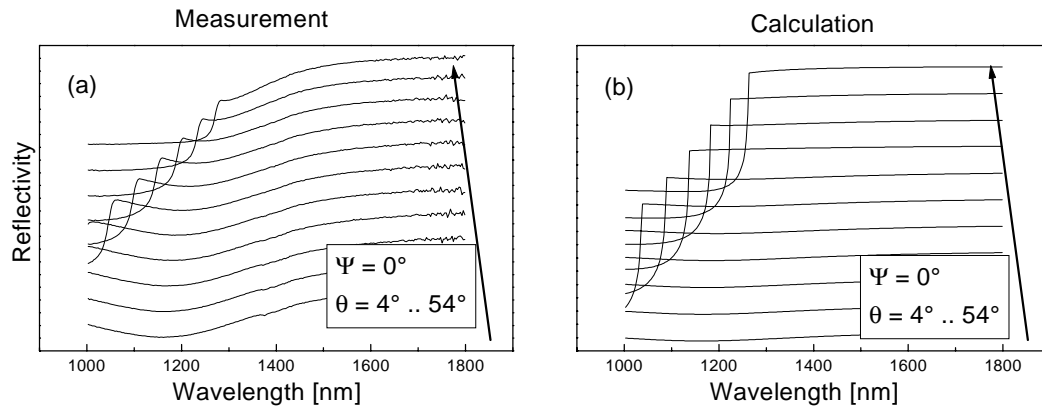 Measurement
(a)
Reflectivity
Ψ = 0°
θ = 4° .. 54°
1000 1200 1400 1600 1800
Wavelength [nm]
Calculation
(b)
Ψ = 0°
θ = 4° .. 54°
1000 1200 1400 1600 1800
Wavelength [nm]